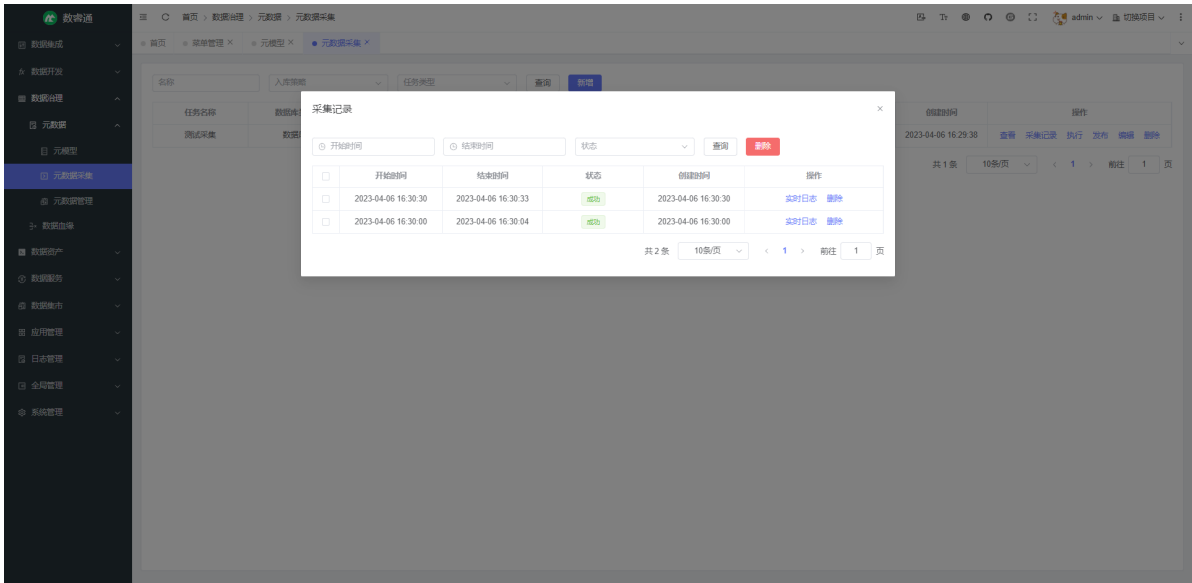 数睿通
首页 > 数据治理 > 元数据 > 元数据采集
Tr
admin
切换项目
首页
菜单管理 ×
元模型 ×
元数据采集 ×
数据集成
数据开发
数据治理
元数据
元模型
元数据采集
元数据管理
数据血缘
数据资产
数据服务
数据集市
应用管理
日志管理
全局管理
系统管理
名称
入库策略
任务类型
查询
新增
任务名称
创建时间
操作
测试采集
2023-04-06 16:29:38
查看 采集记录 执行 发布 编辑 删除
共 1 条 10条/页 < 1 > 前往 1 页
采集记录 ×
开始时间 结束时间 状态 查询 删除
开始时间 结束时间 状态 创建时间 操作
2023-04-06 16:30:30 2023-04-06 16:30:33 成功 2023-04-06 16:30:30 实时日志 删除
2023-04-06 16:30:00 2023-04-06 16:30:04 成功 2023-04-06 16:30:00 实时日志 删除
共 2 条 10条/页 < 1 > 前往 1 页